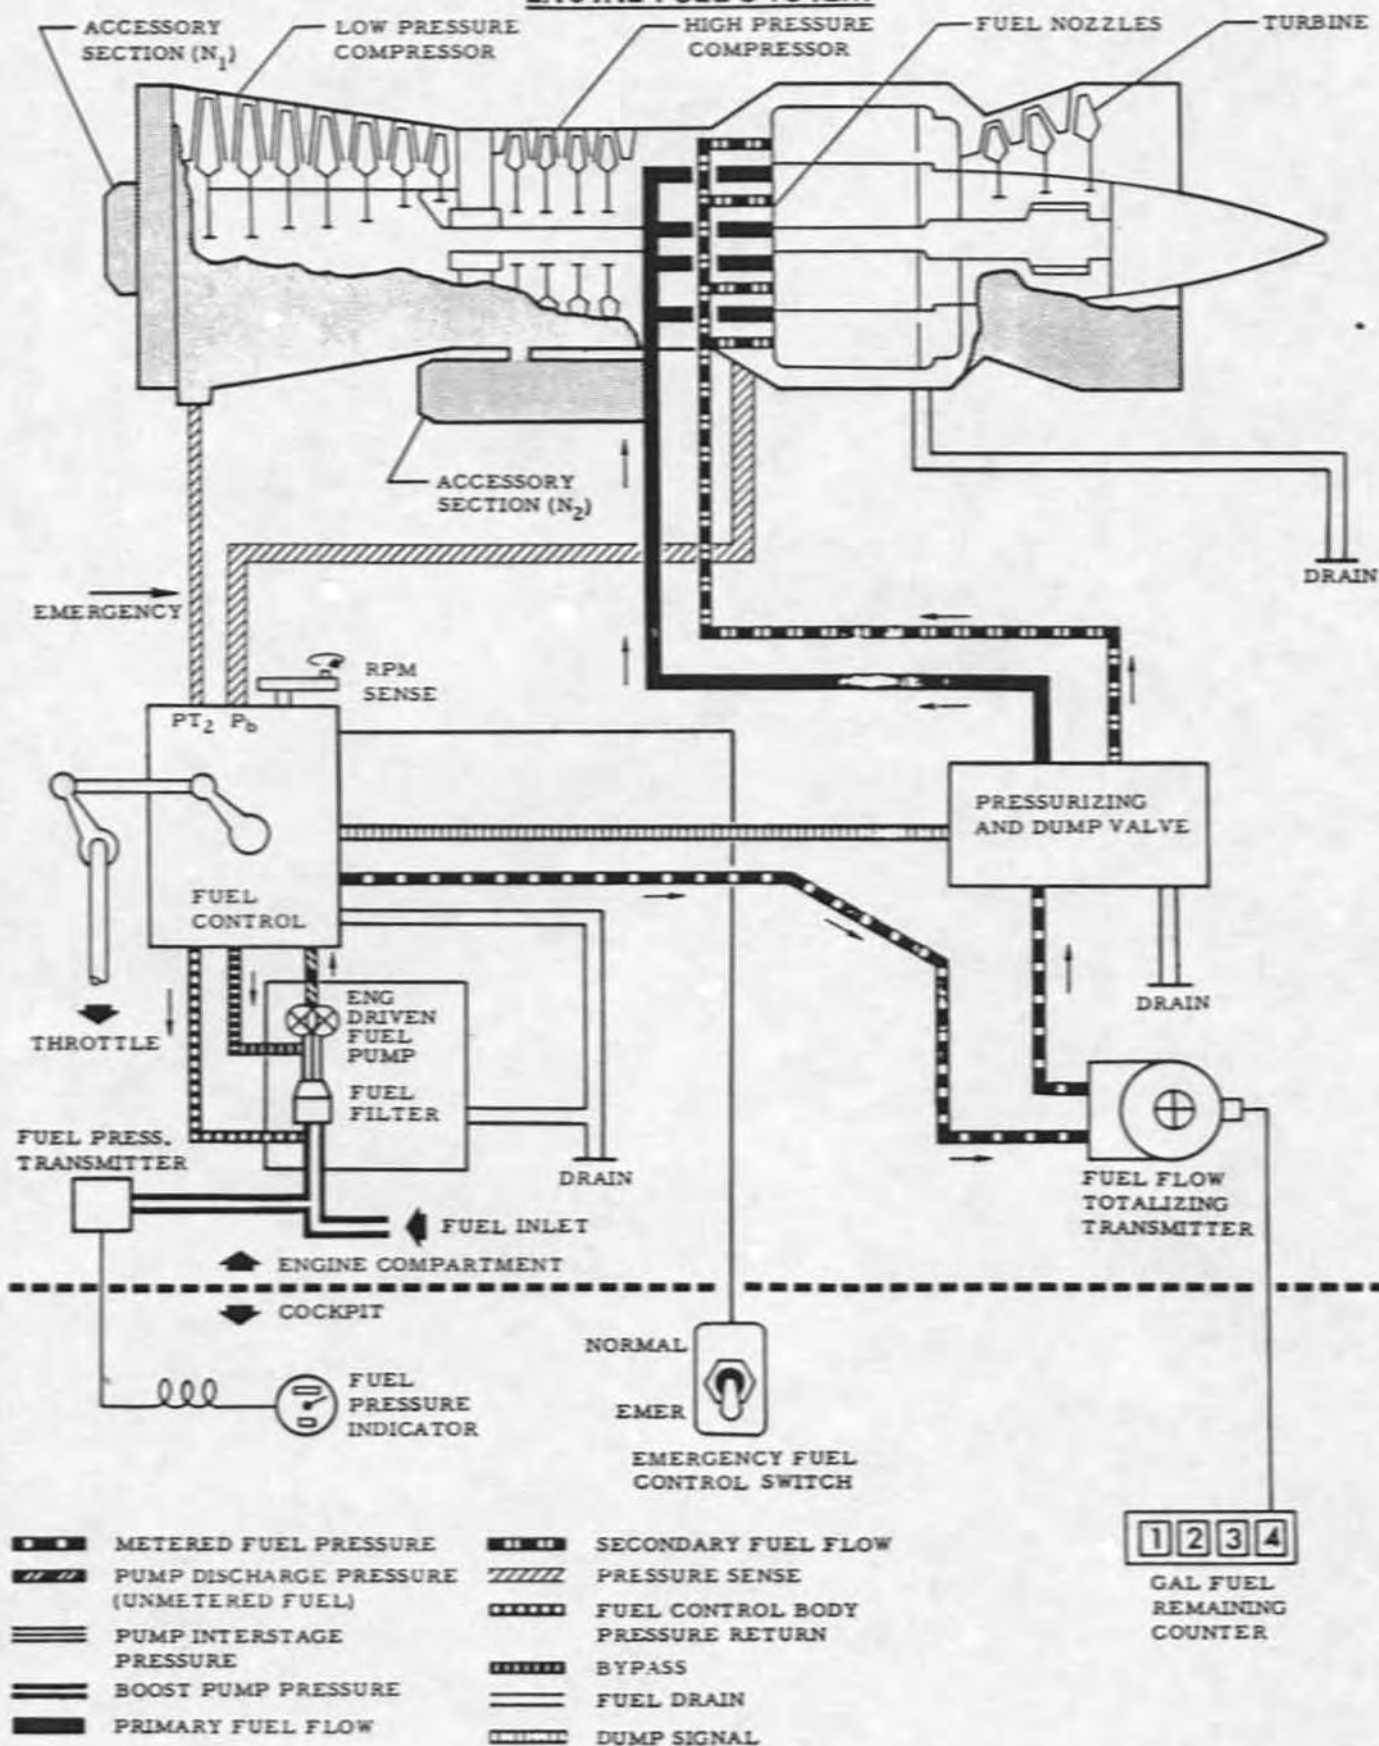 ACCESSORY
SECTION (N1)
LOW PRESSURE
COMPRESSOR
HIGH PRESSURE
COMPRESSOR
FUEL NOZZLES
TURBINE
ACCESSORY
SECTION (N2)
DRAIN
EMERGENCY
RPM
SENSE
PT2 Pb
PRESSURIZING
AND DUMP VALVE
FUEL
CONTROL
DRAIN
ENG
DRIVEN
FUEL
PUMP
THROTTLE
FUEL
FILTER
FUEL PRESS.
TRANSMITTER
DRAIN
FUEL FLOW
TOTALIZING
TRANSMITTER
FUEL INLET
ENGINE COMPARTMENT
COCKPIT
NORMAL
EMER
FUEL
PRESSURE
INDICATOR
EMERGENCY FUEL
CONTROL SWITCH
1 2 3 4
GAL FUEL
REMAINING
COUNTER
METERED FUEL PRESSURE
PUMP DISCHARGE PRESSURE
(UNMETERED FUEL)
PUMP INTERSTAGE
PRESSURE
BOOST PUMP PRESSURE
PRIMARY FUEL FLOW
SECONDARY FUEL FLOW
PRESSURE SENSE
FUEL CONTROL BODY
PRESSURE RETURN
BYPASS
FUEL DRAIN
DUMP SIGNAL